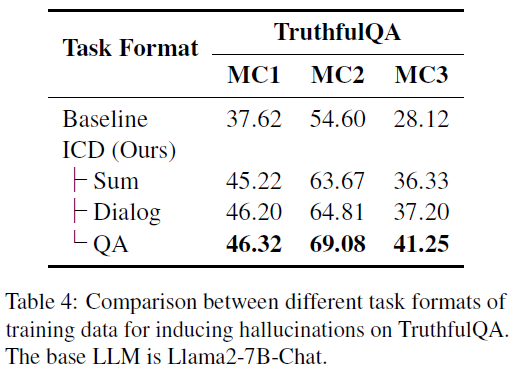 Task Format TruthfulQA
MC1 MC2 MC3
Baseline 37.62 54.60 28.12
ICD (Ours)
Sum 45.22 63.67 36.33
Dialog 46.20 64.81 37.20
QA 46.32 69.08 41.25
Table 4: Comparison between different task formats of
training data for inducing hallucinations on TruthfulQA.
The base LLM is Llama2-7B-Chat.